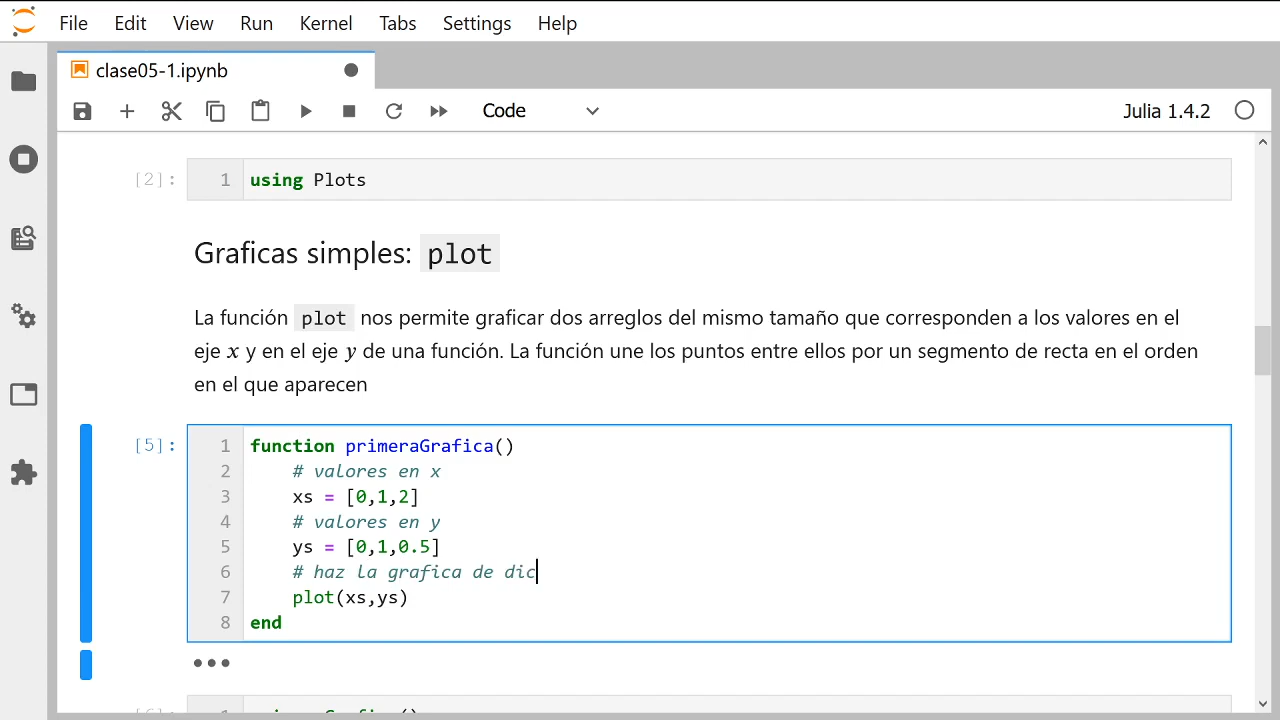 File Edit View Run Kernel Tabs Settings Help
clase05-1.ipynb
Code Julia 1.4.2
[2]: 1 using Plots
Graficas simples: plot
La función plot nos permite graficar dos arreglos del mismo tamaño que corresponden a los valores en el
eje x y en el eje y de una función. La función une los puntos entre ellos por un segmento de recta en el orden
en el que aparecen
[5]: 1 function primeraGrafica()
2 # valores en x
3 xs = [0,1,2]
4 # valores en y
5 ys = [0,1,0.5]
6 # haz la grafica de dic
7 plot(xs,ys)
8 end